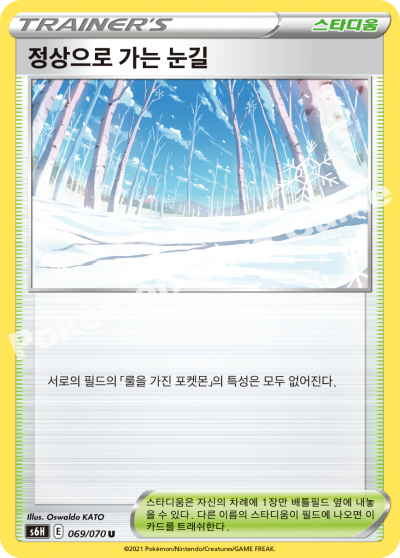 TRAINER'S
스타디움
정상으로 가는 눈길
서로의 필드의 「룰을 가진 포켓몬」의 특성은 모두 없어진다.
Illus. Oswaldo KATO
s6H E 069/070 U
스타디움은 자신의 차례에 1장만 배틀필드 옆에 내놓
을 수 있다. 다른 이름의 스타디움이 필드에 나오면 이
카드를 트래쉬한다.
©2021 Pokémon/Nintendo/Creatures/GAME FREAK.